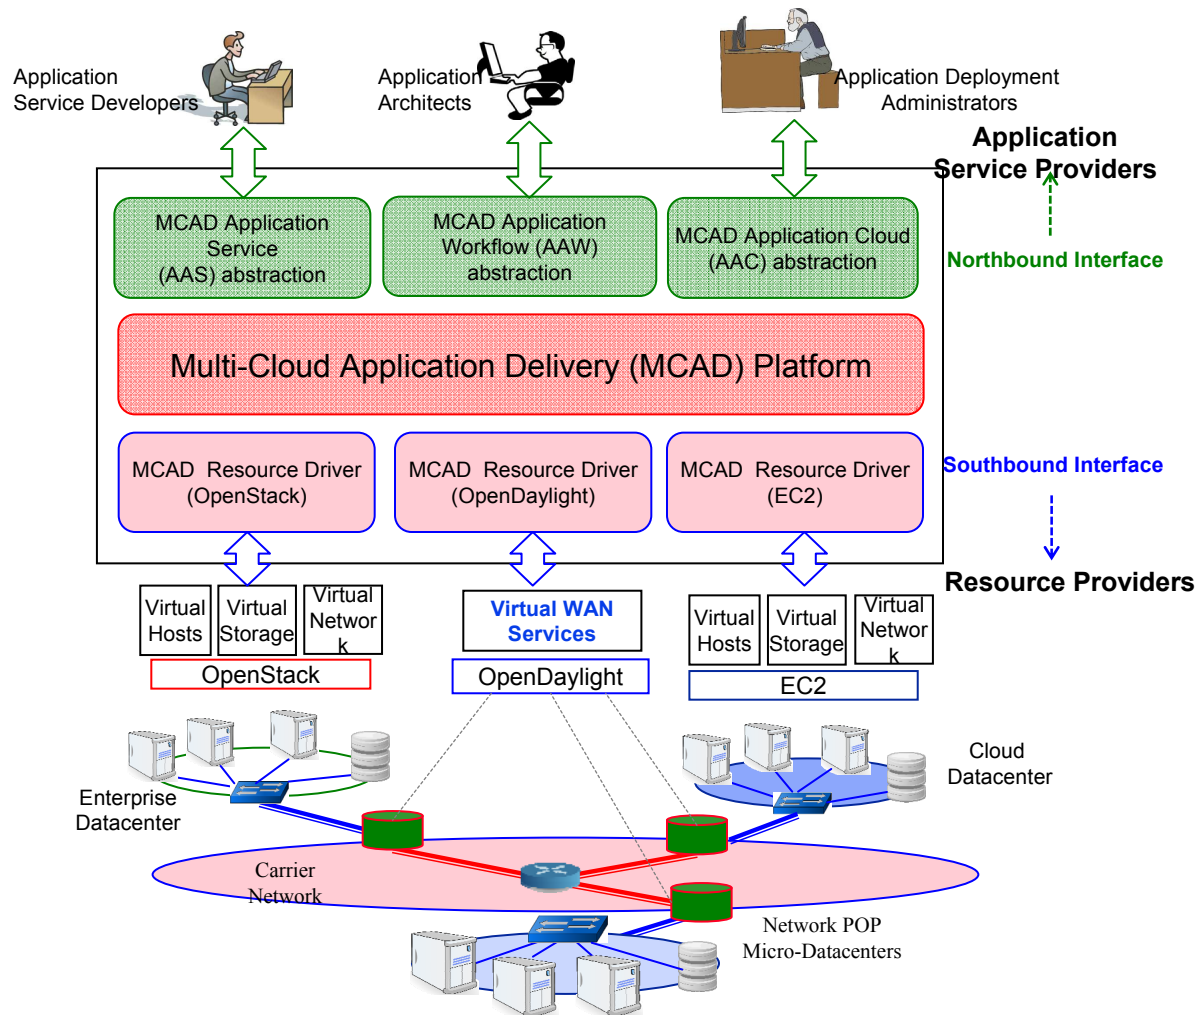 Application
Service Developers
Application
Architects
Application Deployment
Administrators
Application
Service Providers
MCAD Application
Service
(AAS) abstraction
MCAD Application
Workflow (AAW)
abstraction
MCAD Application Cloud
(AAC) abstraction
Northbound Interface
Multi-Cloud Application Delivery (MCAD) Platform
MCAD  Resource Driver
(OpenStack)
MCAD  Resource Driver
(OpenDaylight)
MCAD  Resource Driver
(EC2)
Southbound Interface
Resource Providers
Virtual
Hosts
Virtual
Storage
Virtual
Networ
k
OpenStack
Virtual WAN
Services
OpenDaylight
Virtual
Hosts
Virtual
Storage
Virtual
Networ
k
EC2
Enterprise
Datacenter
Cloud
Datacenter
Carrier
Network
Network POP
Micro-Datacenters